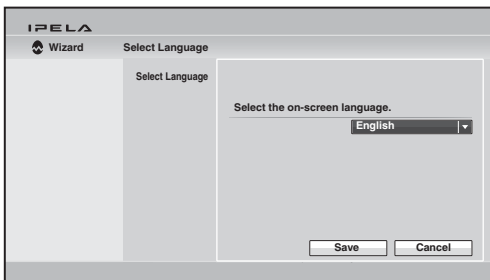 IPELA
Wizard Select Language
Select Language
Select the on-screen language.
English
Save Cancel